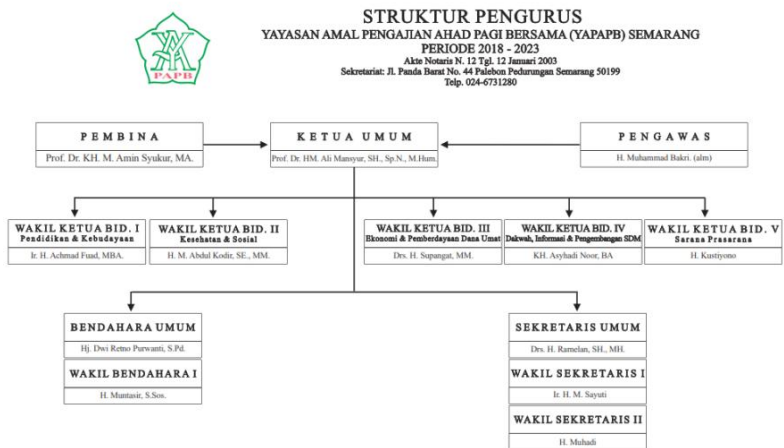 STRUKTUR PENGURUS
YAYASAN AMAL PENGAJIAN AHAD PAGI BERSAMA (YAPAPB) SEMARANG
PERIODE 2018 - 2023
Akte Notaris N. 12 Tgl. 12 Januari 2003
Sekretariat: Jl. Panda Barat No. 44 Palebon Pedurungan Semarang 50199
Telp. 024-6731280
PAPB
PEMBINA
Prof. Dr. KH. M. Amin Syukur, MA.
KETUA UMUM
Prof. Dr. HM. Ali Mansyur, SH., Sp.N., M.Hum.
PENGAWAS
H. Muhammad Bakri. (alm)
WAKIL KETUA BID. I
Pendidikan & Kebudayaan
Ir. H. Achmad Fuad, MBA.
WAKIL KETUA BID. II
Kesehatan & Sosial
H. M. Abdul Kodir, SE., MM.
WAKIL KETUA BID. III
Ekonomi & Pemberdayaan Dana Umat
Drs. H. Supangat, MM.
WAKIL KETUA BID. IV
Dakwah, Informasi & Pengembangan SDM
KH. Asyhadi Noor, BA
WAKIL KETUA BID. V
Sarana Prasarana
H. Kustiyono
BENDAHARA UMUM
Hj. Dwi Retno Purwanti, S.Pd.
WAKIL BENDAHARA I
H. Muntasir, S.Sos.
SEKRETARIS UMUM
Drs. H. Ramelan, SH., MH.
WAKIL SEKRETARIS I
Ir. H. M. Sayuti
WAKIL SEKRETARIS II
H. Muhadi